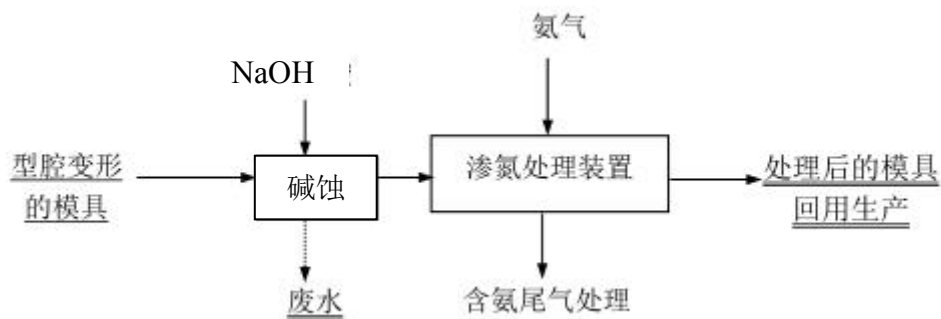 氨气
NaOH
型腔变形
的模具
碱蚀
渗氮处理装置
处理后的模具
回用生产
废水
含氨尾气处理